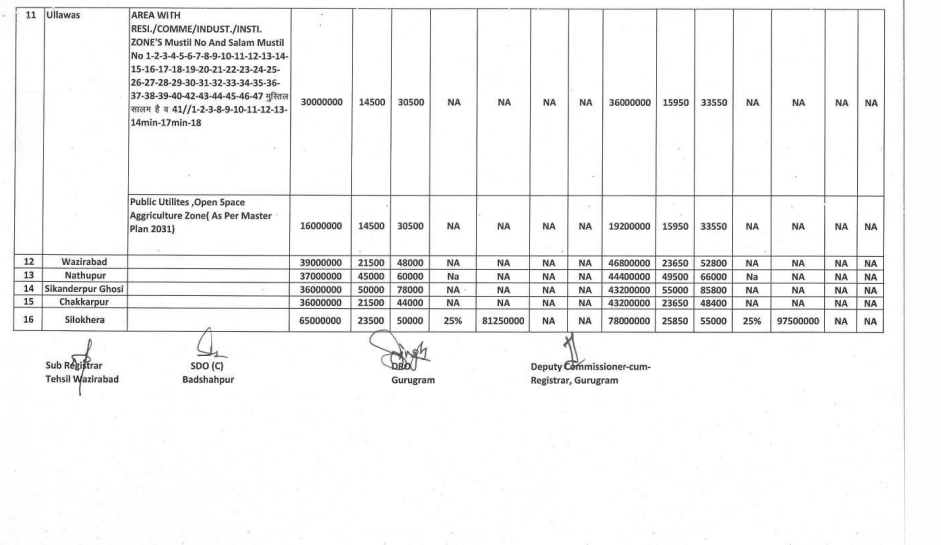 11 Ullawas AREA WITH
RESI./COMME/INDUST./INSTI.
ZONE'S Mustil No And Salam Mustil
No 1-2-3-4-5-6-7-8-9-10-11-12-13-14-
15-16-17-18-19-20-21-22-23-24-25-
26-27-28-29-30-31-32-33-34-35-36-
37-38-39-40-42-43-44-45-46-47 मुस्तिल
सालम है व 41//1-2-3-8-9-10-11-12-13-
14min-17min-18
30000000 14500 30500 NA NA NA NA 36000000 15950 33550 NA NA NA NA
Public Utilites ,Open Space
Aggriculture Zone( As Per Master
Plan 2031)
16000000 14500 30500 NA NA NA NA 19200000 15950 33550 NA NA NA NA
12 Wazirabad 39000000 21500 48000 NA NA NA NA 46800000 23650 52800 NA NA NA NA
13 Nathupur 37000000 45000 60000 Na NA NA NA 44400000 49500 66000 Na NA NA NA
14 Sikanderpur Ghosi 36000000 50000 78000 NA NA NA NA 43200000 55000 85800 NA NA NA NA
15 Chakkarpur 36000000 21500 44000 NA NA NA NA 43200000 23650 48400 NA NA NA NA
16 Silokhera 65000000 23500 50000 25% 81250000 NA NA 78000000 25850 55000 25% 97500000 NA NA
Sub Registrar
Tehsil Wazirabad
SDO (C)
Badshahpur
DRO
Gurugram
Deputy Commissioner-cum-
Registrar, Gurugram